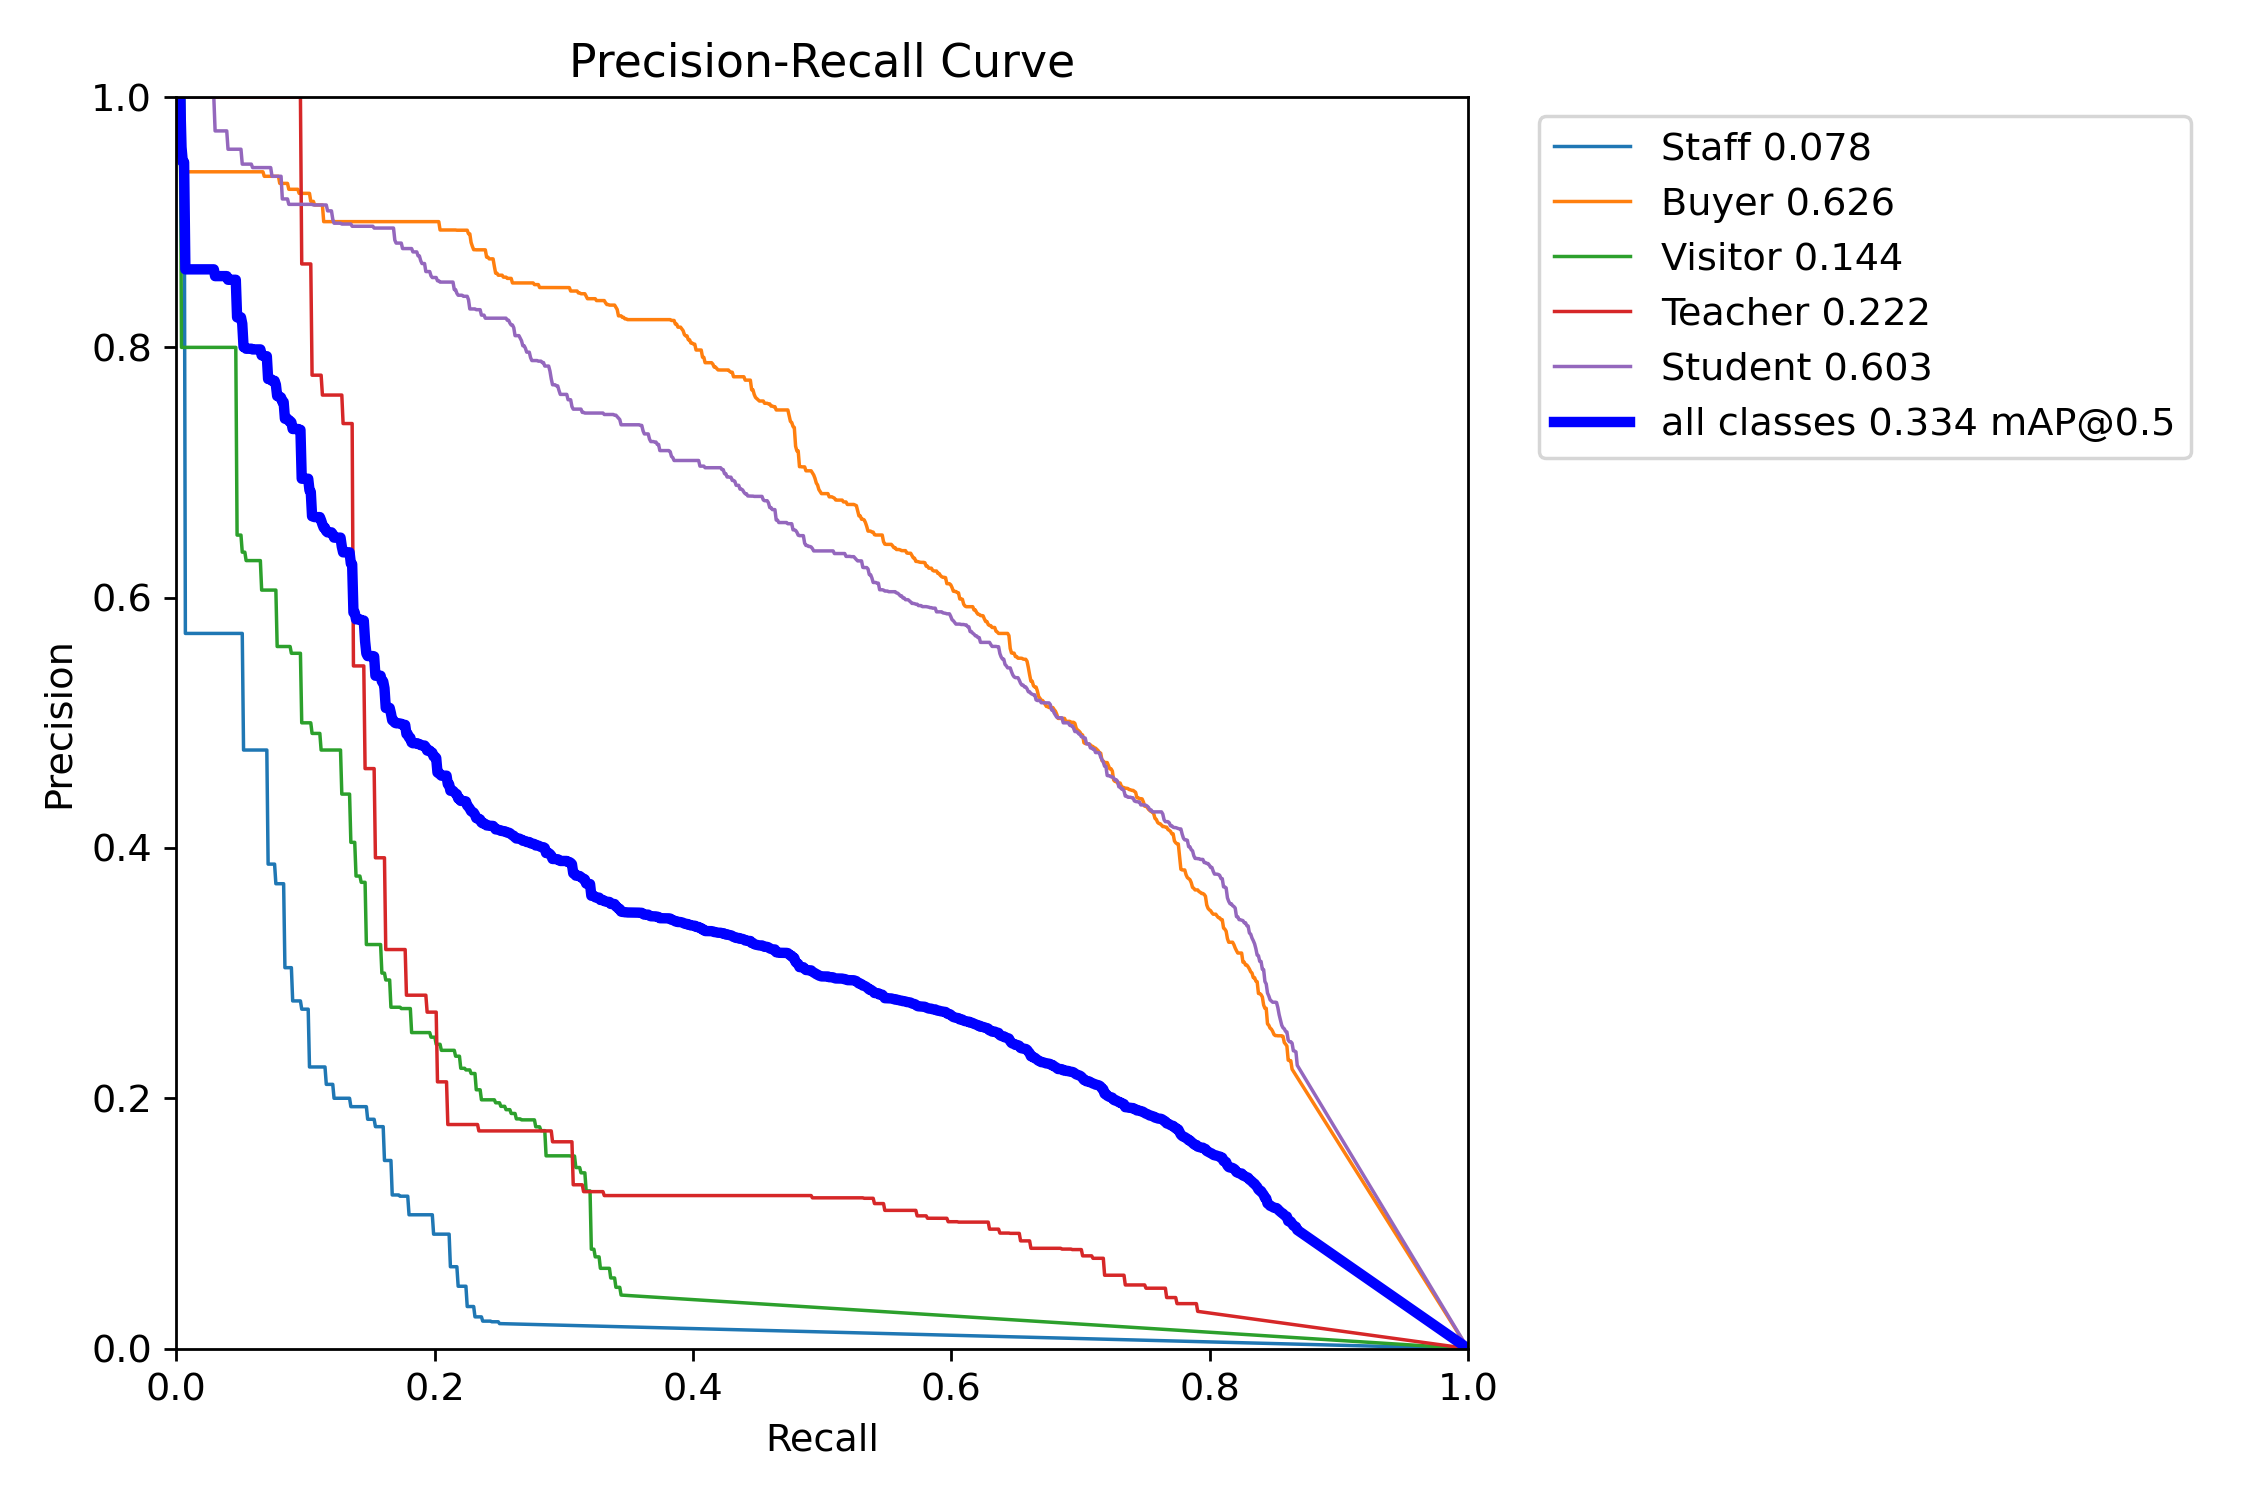 Precision-Recall Curve
1.0
0.8
0.6
0.4
0.2
0.0
Precision
0.0 0.2 0.4 0.6 0.8 1.0
Recall
Staff 0.078
Buyer 0.626
Visitor 0.144
Teacher 0.222
Student 0.603
all classes 0.334 mAP@0.5